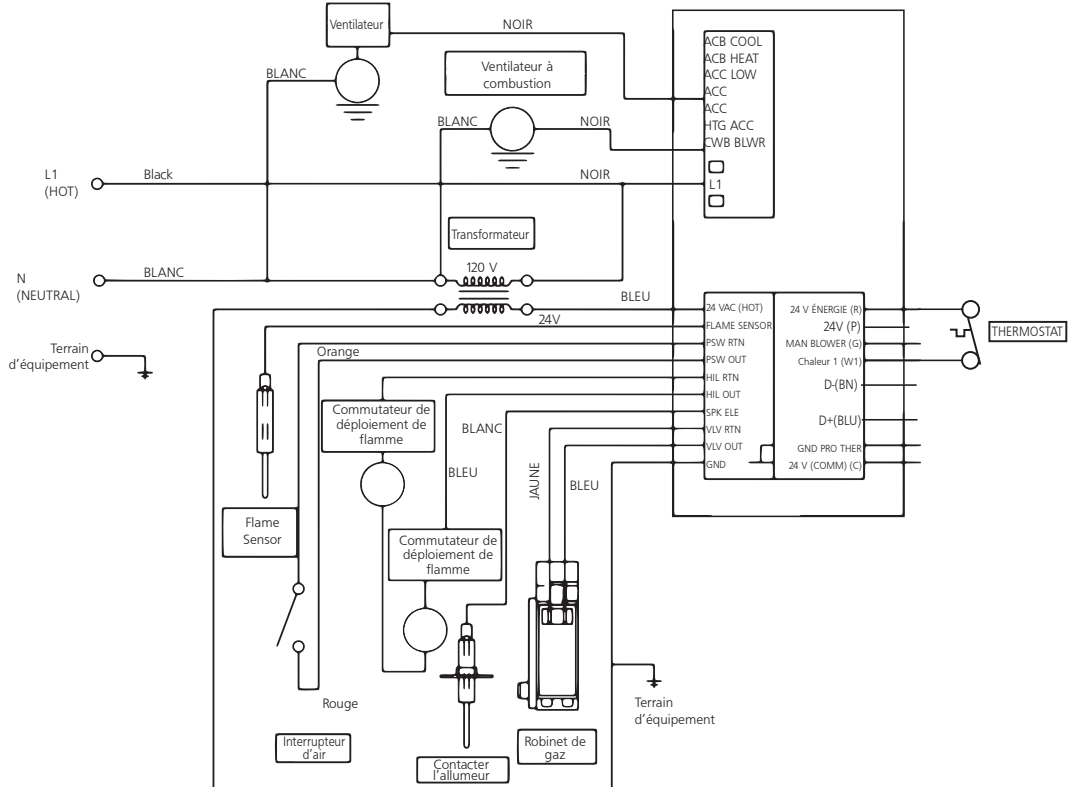 Ventilateur
NOIR
BLANC
Ventilateur à
combustion
BLANC
NOIR
ACB COOL
ACB HEAT
ACC LOW
ACC
ACC
HTG ACC
CWB BLWR
L1
L1
(HOT)
Black
NOIR
Transformateur
N
(NEUTRAL)
BLANC
120 V
BLEU
24V
Terrain
d'équipement
Orange
24 VAC (HOT)
FLAME SENSOR
PSW RTN
PSW OUT
HIL RTN
HIL OUT
SPK ELE
VLV RTN
VLV OUT
GND
24 V ÉNERGIE (R)
24V (P)
MAN BLOWER (G)
Chaleur 1 (W1)
D-(BN)
D+(BLU)
GND PRO THER
24 V (COMM) (C)
THERMOSTAT
Commutateur de
déploiement de
flamme
BLANC
BLEU
JAUNE
BLEU
Flame
Sensor
Commutateur de
déploiement de
flamme
Rouge
Interrupteur
d'air
Contacter
l'allumeur
Robinet de
gaz
Terrain
d'équipement